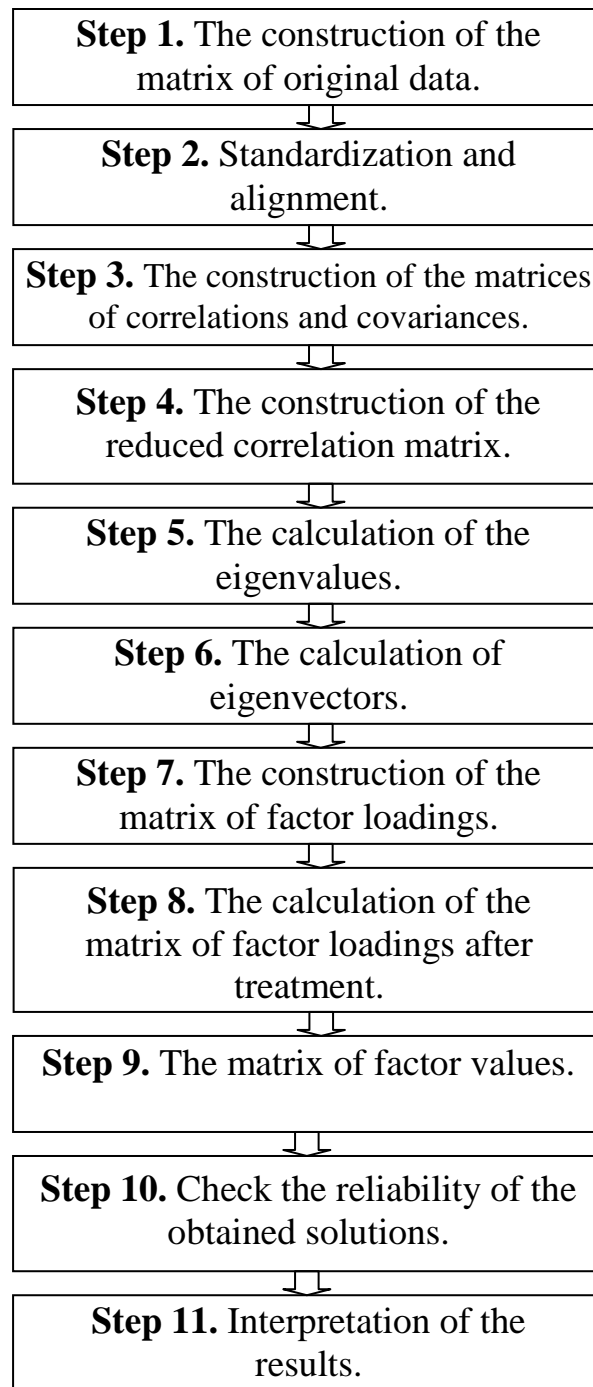 Step 1. The construction of the
matrix of original data.
Step 2. Standardization and
alignment.
Step 3. The construction of the matrices
of correlations and covariances.
Step 4. The construction of the
reduced correlation matrix.
Step 5. The calculation of the
eigenvalues.
Step 6. The calculation of
eigenvectors.
Step 7. The construction of the
matrix of factor loadings.
Step 8. The calculation of the
matrix of factor loadings after
treatment.
Step 9. The matrix of factor values.
Step 10. Check the reliability of the
obtained solutions.
Step 11. Interpretation of the
results.